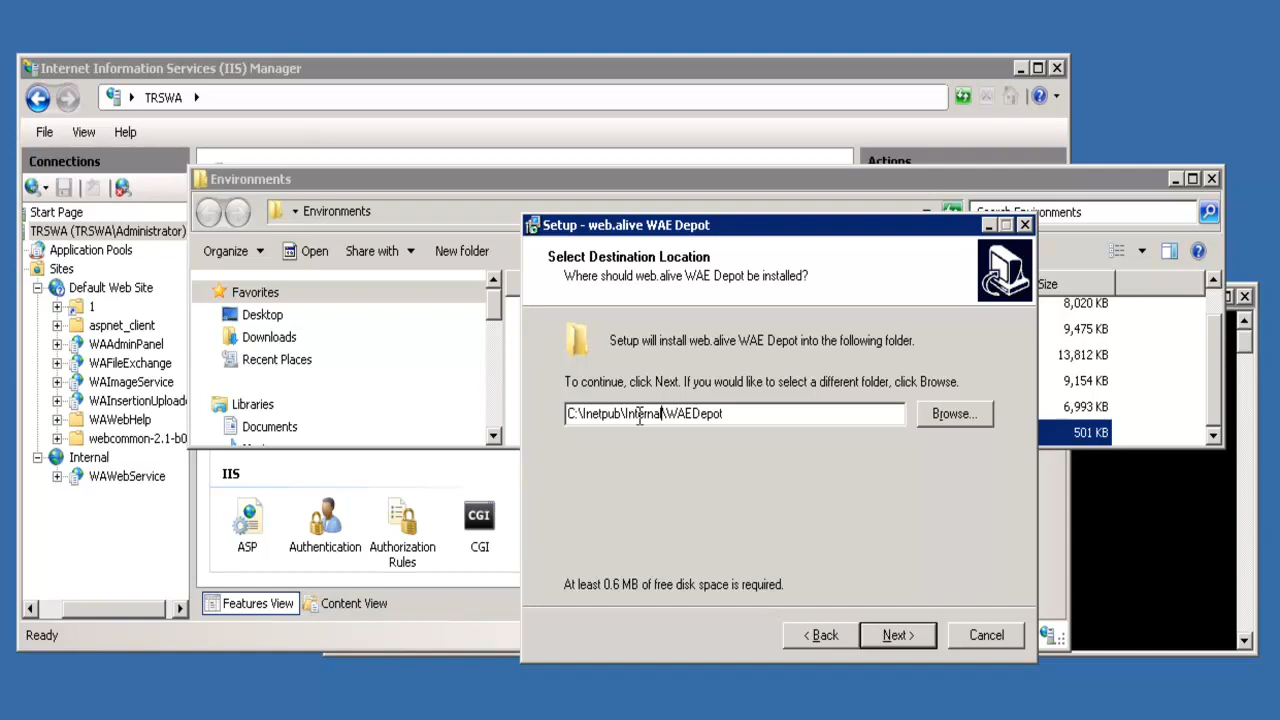 Internet Information Services (IIS) Manager
TRSWA
File View Help
Connections
Actions
Start Page
TRSWA (TRSWA\Administrator)
Application Pools
Sites
Default Web Site
1
aspnet_client
WAAdminPanel
WAFileExchange
WAImageService
WAInsertionUpload
WAWebHelp
webcommon-2.1-b0
Internal
WAWebService
Ready
Environments
Environments
Search Environments
Organize Open Share with New folder
Favorites
Desktop
Downloads
Recent Places
Libraries
Documents
Size
8,020 KB
9,475 KB
13,812 KB
9,154 KB
6,993 KB
501 KB
IIS
ASP
Authentication
Authorization
Rules
CGI
CGI
Features View Content View
Setup - web.alive WAE Depot
Select Destination Location
Where should web.alive WAE Depot be installed?
Setup will install web.alive WAE Depot into the following folder.
To continue, click Next. If you would like to select a different folder, click Browse.
C:\Inetpub\Internal\WAEDepot
Browse...
At least 0.6 MB of free disk space is required.
< Back Next > Cancel